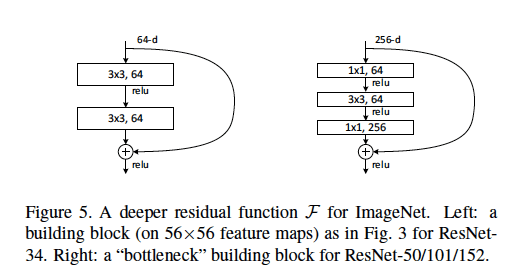 64-d
3x3, 64
relu
3x3, 64
relu
256-d
1x1, 64
relu
3x3, 64
relu
1x1, 256
relu
Figure 5. A deeper residual function F for ImageNet. Left: a
building block (on 56×56 feature maps) as in Fig. 3 for ResNet-
34. Right: a “bottleneck” building block for ResNet-50/101/152.